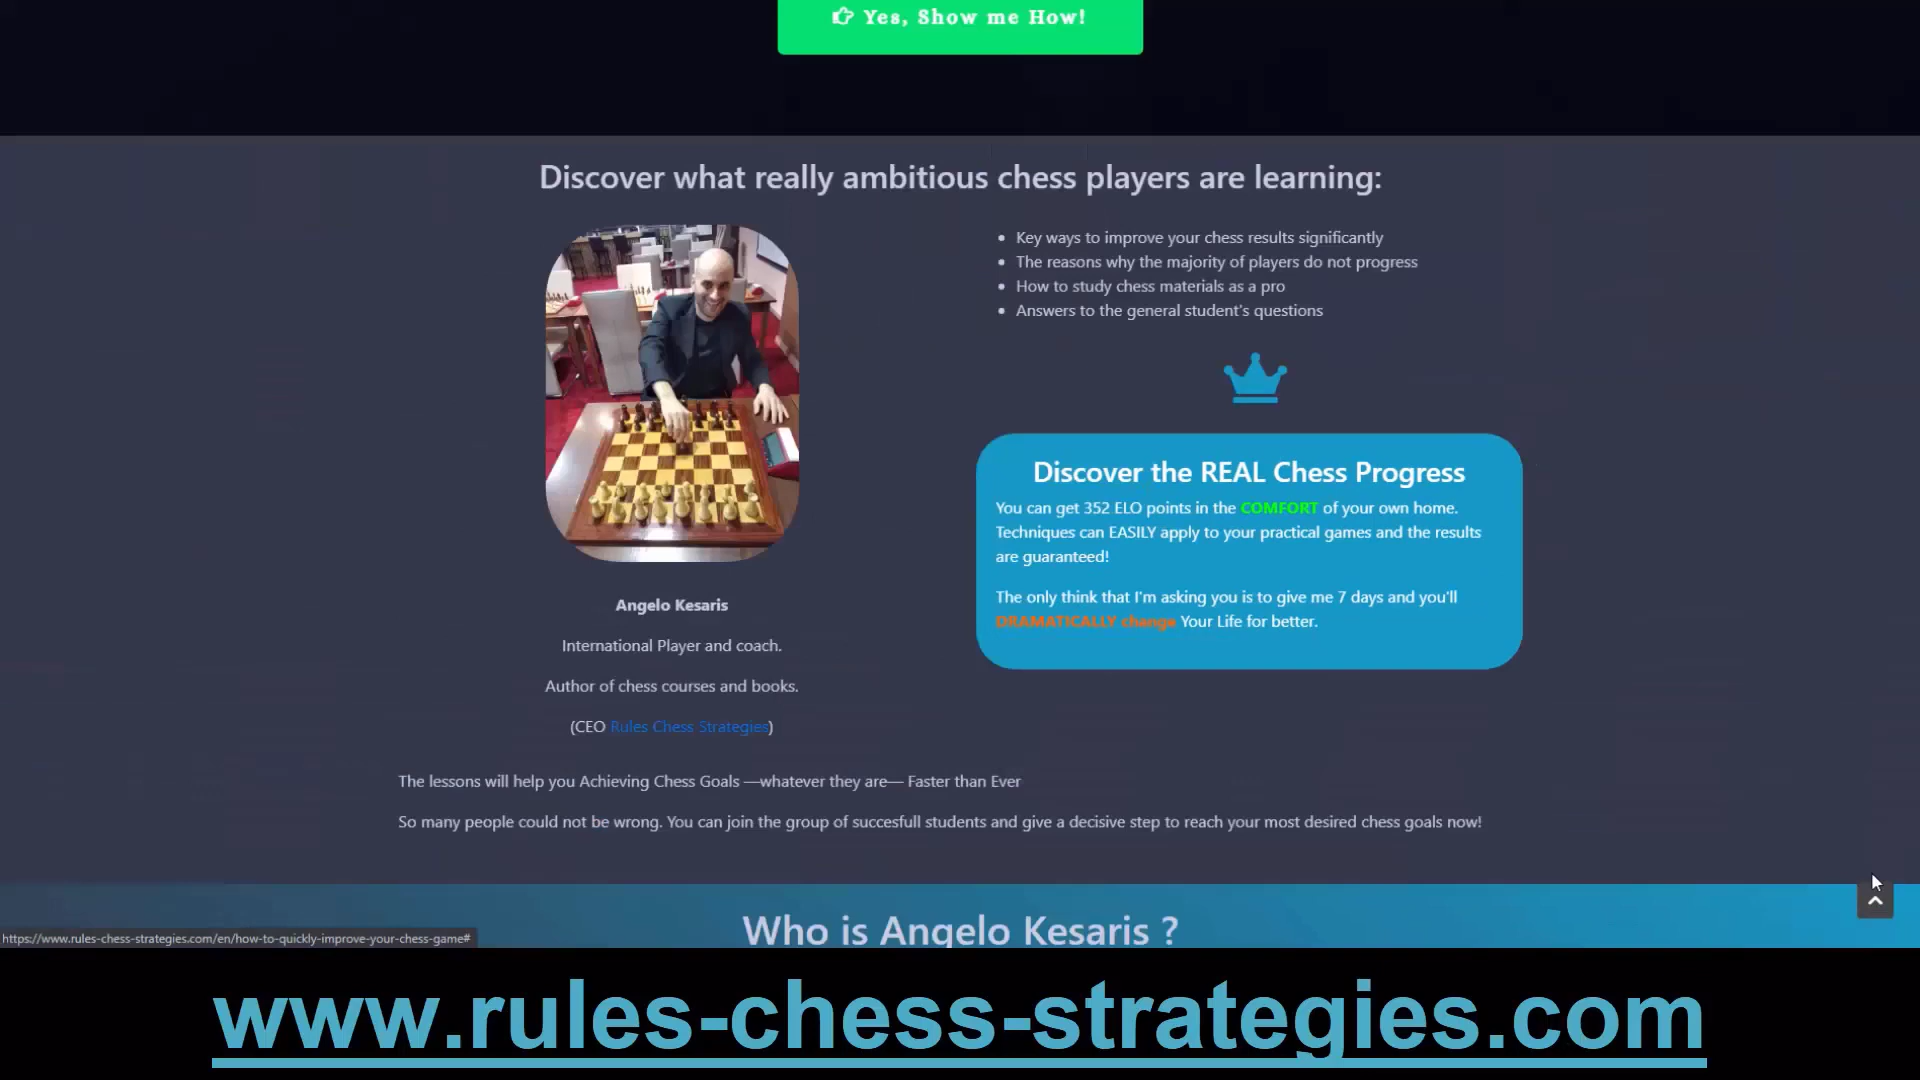 Yes, Show me How!
Discover what really ambitious chess players are learning:
Key ways to improve your chess results significantly
The reasons why the majority of players do not progress
How to study chess materials as a pro
Answers to the general student's questions
Discover the REAL Chess Progress
You can get 352 ELO points in the COMFORT of your own home.
Techniques can EASILY apply to your practical games and the results
are guaranteed!
The only think that I'm asking you is to give me 7 days and you'll
DRAMATICALLY change Your Life for better.
Angelo Kesaris
International Player and coach.
Author of chess courses and books.
(CEO Rules Chess Strategies)
The lessons will help you Achieving Chess Goals —whatever they are— Faster than Ever
So many people could not be wrong. You can join the group of succesfull students and give a decisive step to reach your most desired chess goals now!
Who is Angelo Kesaris ?
https://www.rules-chess-strategies.com/en/how-to-quickly-improve-your-chess-game#
www.rules-chess-strategies.com